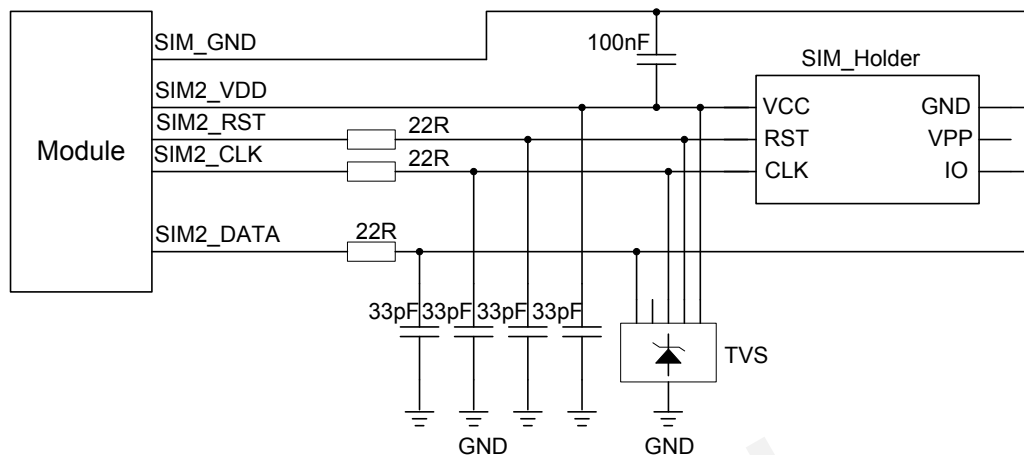 SIM_GND
100nF
SIM_Holder
SIM2_VDD
VCC
GND
Module
SIM2_RST
22R
RST
VPP
SIM2_CLK
22R
CLK
IO
SIM2_DATA
22R
33pF 33pF 33pF 33pF
TVS
GND
GND